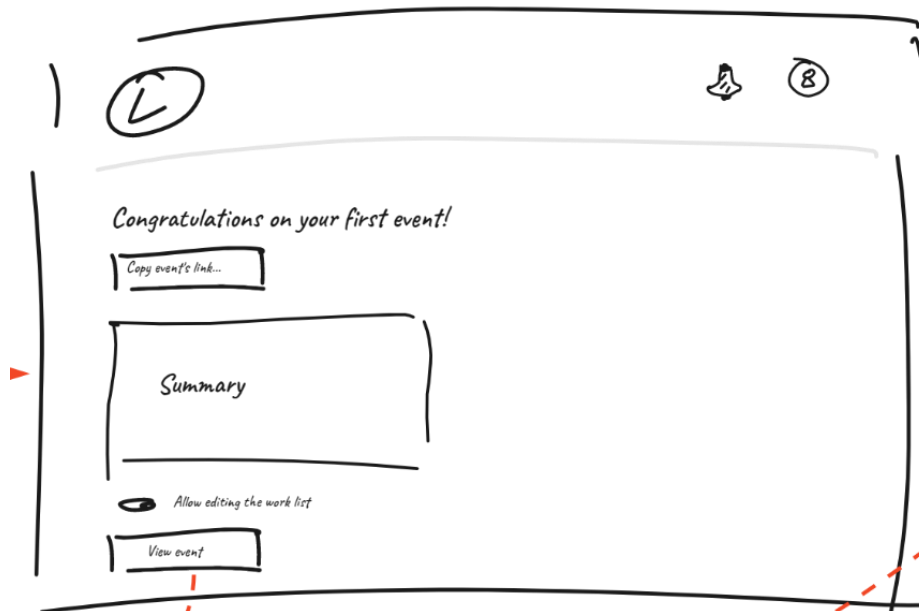 L
Congratulations on your first event!
Copy event's link...
Summary
Allow editing the work list
View event